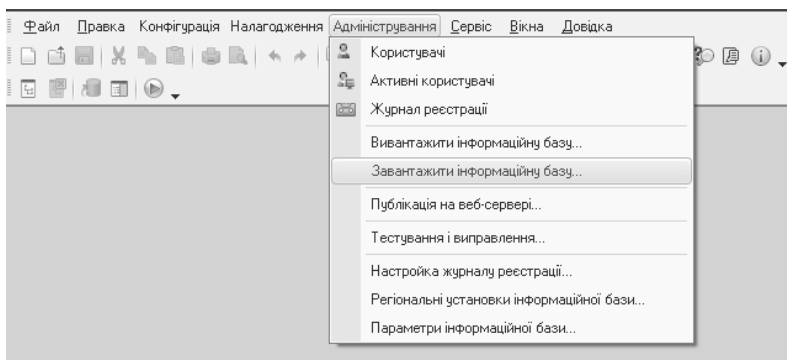 Файл Правка Конфігурація Налагодження Адміністрування Сервіс Вікна Довідка
Користувачі
Активні користувачі
Журнал реєстрації
Вивантажити інформаційну базу...
Завантажити інформаційну базу...
Публікація на веб-сервері...
Тестування і виправлення...
Настройка журналу реєстрації...
Регіональні установки інформаційної бази...
Параметри інформаційної бази...